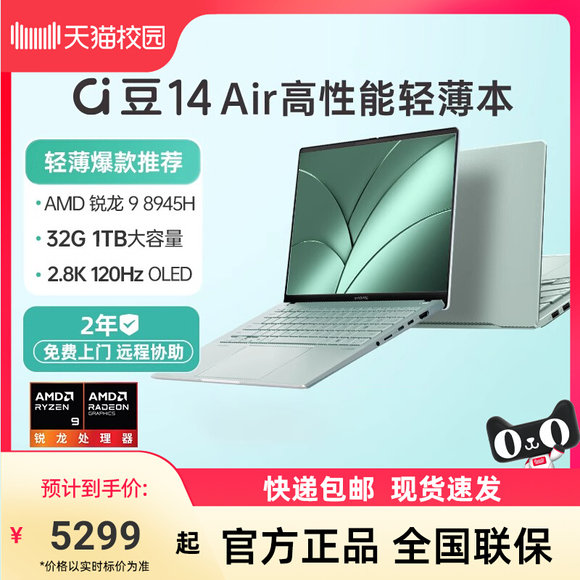 天猫校园
a豆14 Air高性能轻薄本
轻薄爆款推荐
AMD 锐龙 9 8945H
32G 1TB大容量
2.8K 120Hz OLED
2年
免费上门 远程协助
AMD
RYZEN
9
AMD
RADEON
GRAPHICS
锐龙处理器
预计到手价:
快递包邮 现货速发
¥ 5299 起
官方正品 全国联保
*价格以实时标价为准